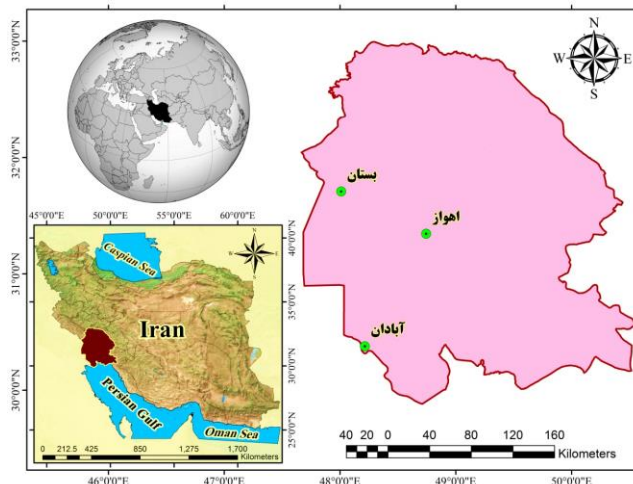 33°0'0"N
32°0'0"N
31°0'0"N
30°0'0"N
45°0'0"E 50°0'0"E 55°0'0"E 60°0'0"E
40°0'0"N
35°0'0"N
30°0'0"N
25°0'0"N
N
W E
S
Caspian Sea
Iran
Persian Gulf
Oman Sea
0 212.5 425 850 1,275 1,700
Kilometers
N
W E
S
بستان
اهواز
آبادان
40 20 0 40 80 120 160
Kilometers
46°0'0"E 47°0'0"E 48°0'0"E 49°0'0"E 50°0'0"E